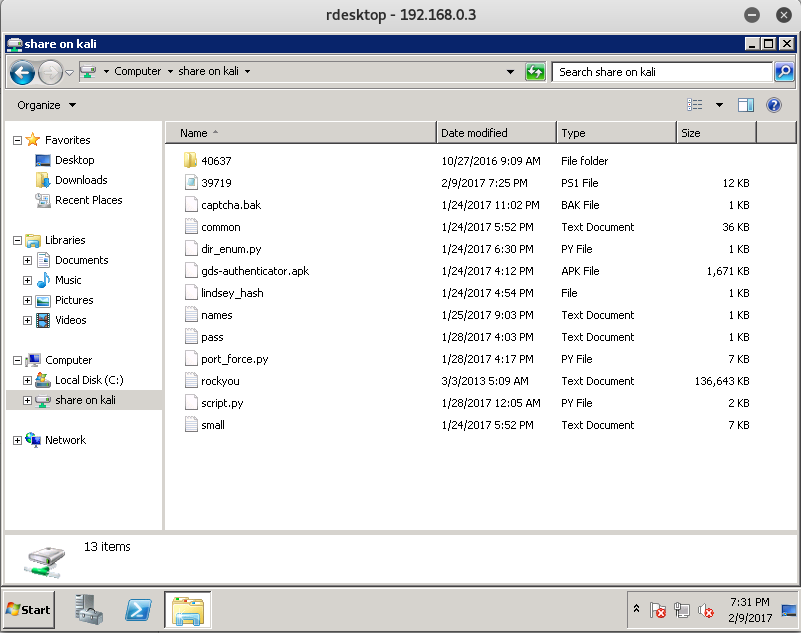 rdesktop - 192.168.0.3
share on kali
Computer share on kali
Search share on kali
Organize
Name Date modified Type Size
Favorites
Desktop
Downloads
Recent Places
Libraries
Documents
Music
Pictures
Videos
Computer
Local Disk (C:)
share on kali
Network
40637 10/27/2016 9:09 AM File folder
39719 2/9/2017 7:25 PM PS1 File 12 KB
captcha.bak 1/24/2017 11:02 PM BAK File 1 KB
common 1/24/2017 5:52 PM Text Document 36 KB
dir_enum.py 1/24/2017 6:30 PM PY File 1 KB
gds-authenticator.apk 1/24/2017 4:12 PM APK File 1,671 KB
lindsey_hash 1/24/2017 4:54 PM File 1 KB
names 1/25/2017 9:03 PM Text Document 1 KB
pass 1/28/2017 4:03 PM Text Document 1 KB
port_force.py 1/28/2017 4:17 PM PY File 7 KB
rockyou 3/3/2013 5:09 AM Text Document 136,643 KB
script.py 1/28/2017 12:05 AM PY File 2 KB
small 1/24/2017 5:52 PM Text Document 7 KB
13 items
Start
7:31 PM
2/9/2017